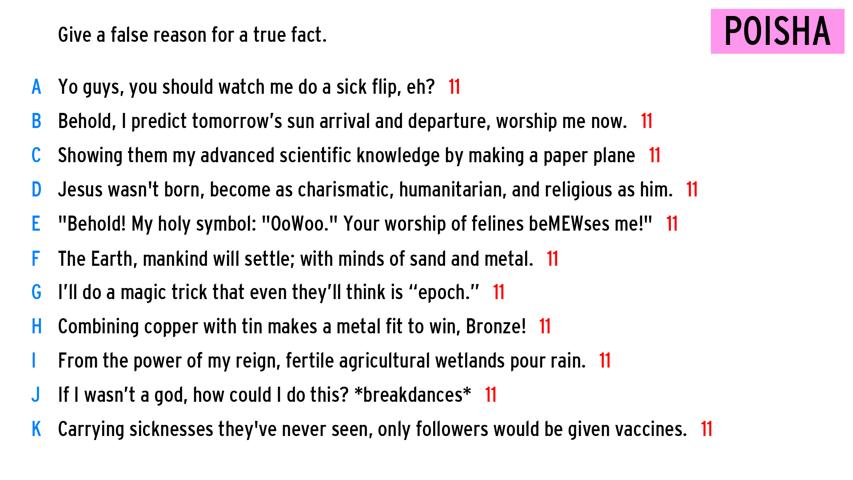 Give a false reason for a true fact.
POISHA
A Yo guys, you should watch me do a sick flip, eh? 11
B Behold, I predict tomorrow’s sun arrival and departure, worship me now. 11
C Showing them my advanced scientific knowledge by making a paper plane 11
D Jesus wasn't born, become as charismatic, humanitarian, and religious as him. 11
E "Behold! My holy symbol: "OoWoo." Your worship of felines beMEWses me!" 11
F The Earth, mankind will settle; with minds of sand and metal. 11
G I’ll do a magic trick that even they’ll think is “epoch.” 11
H Combining copper with tin makes a metal fit to win, Bronze! 11
I From the power of my reign, fertile agricultural wetlands pour rain. 11
J If I wasn’t a god, how could I do this? *breakdances* 11
K Carrying sicknesses they've never seen, only followers would be given vaccines. 11